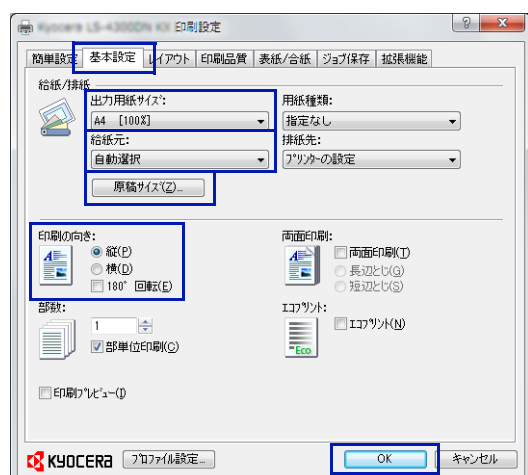 Kyocera LS-4300DN KX 印刷設定
簡単設定 基本設定 レイアウト 印刷品質 表紙/合紙 ジョブ保存 拡張機能
給紙/排紙
出力用紙サイズ: 用紙種類:
A4 [100%] 指定なし
給紙元: 排紙先:
自動選択 プリンターの設定
原稿サイズ(Z)...
印刷の向き: 両面印刷:
縦(P) 両面印刷(T)
横(O) 長辺とじ(G)
180° 回転(E) 短辺とじ(S)
部数: エコプリント:
1 エコプリント(N)
部単位印刷(C)
Eco
印刷プレビュー(I)
KYOCERA プロファイル設定... OK キャンセル